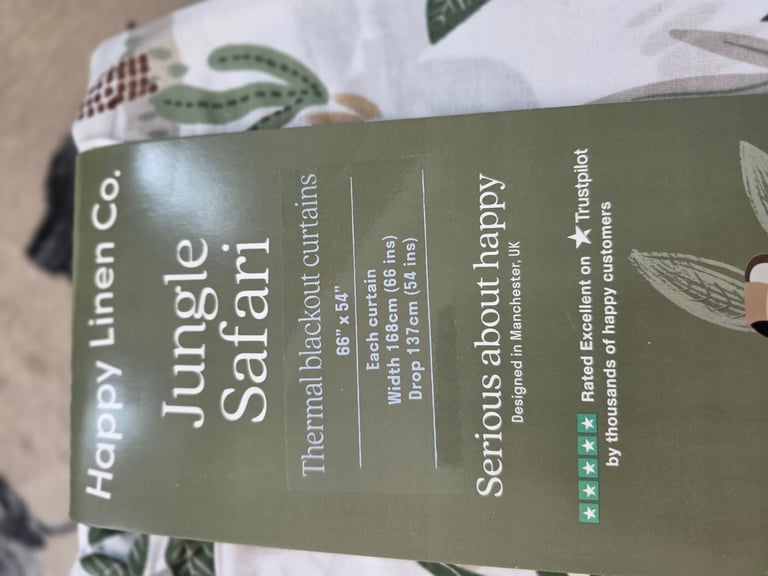 Happy Linen Co.
Jungle
Safari
Thermal blackout curtains
66” x 54”
Each curtain
Width 168cm (66 ins)
Drop 137cm (54 ins)
Serious about happy
Designed in Manchester, UK
Rated Excellent on Trustpilot
by thousands of happy customers